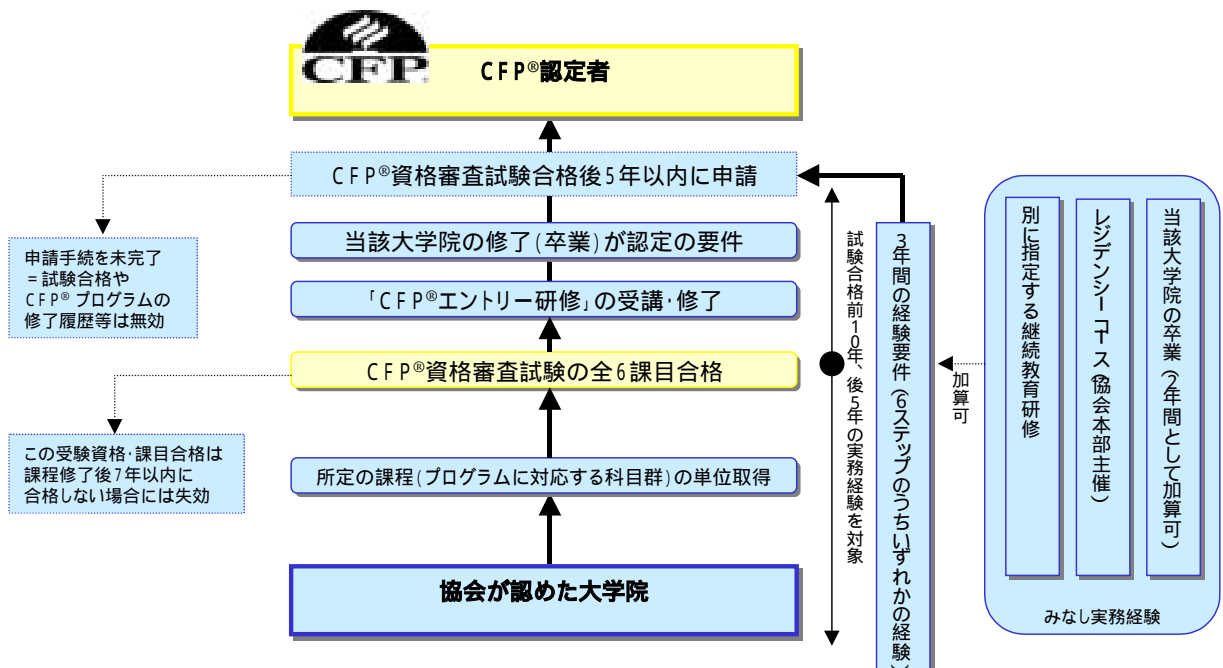 CFP
CFP®認定者
CFP®資格審査試験合格後5年以内に申請
当該大学院の修了(卒業)が認定の要件
「CFP®エントリー研修」の受講・修了
CFP®資格審査試験の全6課目合格
所定の課程(プログラムに対応する科目群)の単位取得
協会が認めた大学院
申請手続を未完了
=試験合格や
CFP® プログラムの
修了履歴等は無効
この受験資格・課目合格は
課程修了後7年以内に
合格しない場合には失効
試験合格前10年、後5年の実務経験を対象
3年間の経験要件(6ステップのうちいずれかの経験)
加算可
別に指定する継続教育研修
レジデンシーコース(協会本部主催)
当該大学院の卒業(2年間として加算可)
みなし実務経験